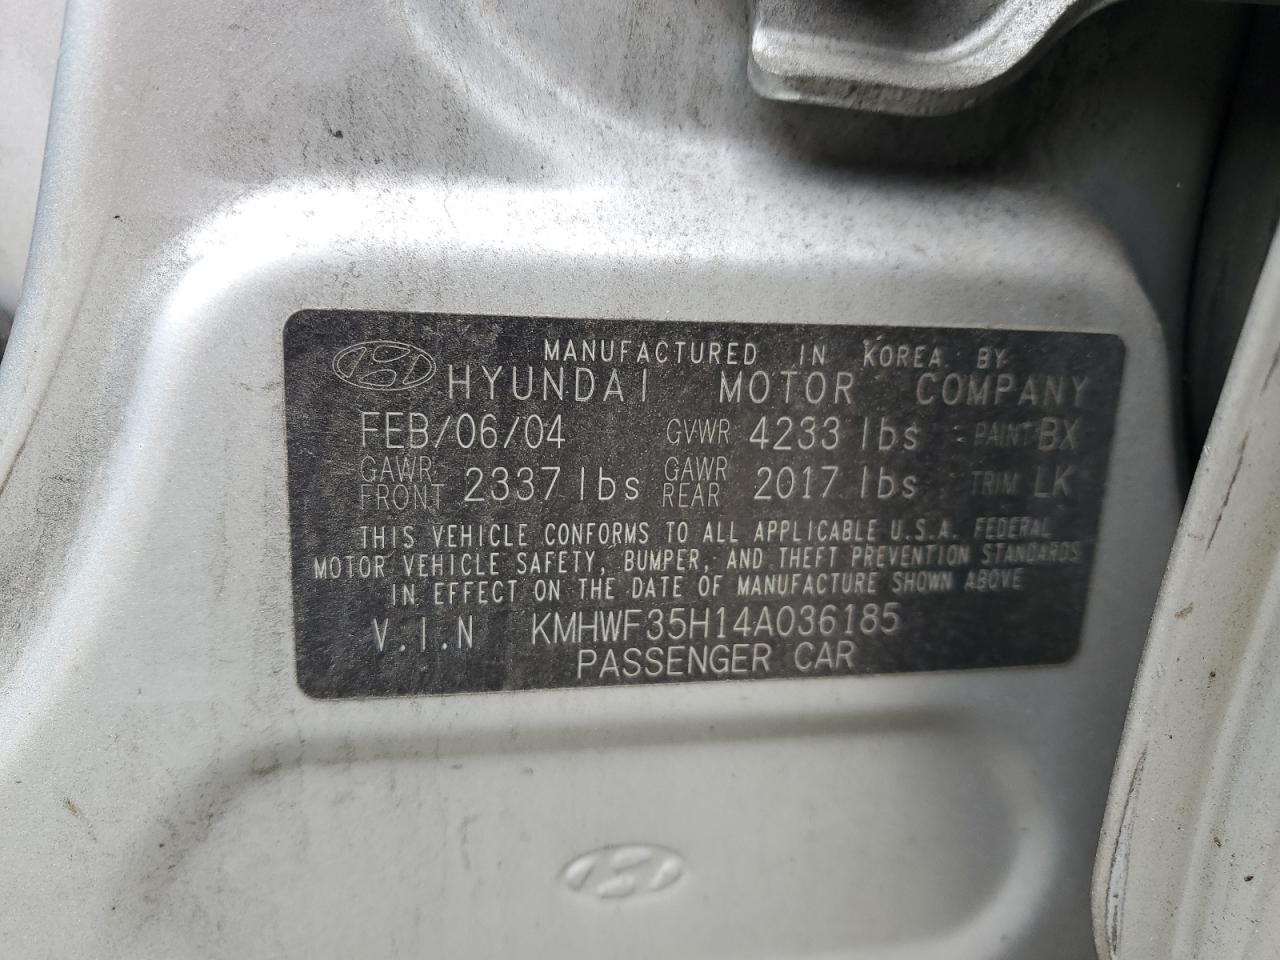 MANUFACTURED IN KOREA BY
HYUNDAI MOTOR COMPANY
FEB/06/04 GVWR 4233 lbs PAINT BX
GAWR FRONT 2337 lbs GAWR REAR 2017 lbs TRIM LK
THIS VEHICLE CONFORMS TO ALL APPLICABLE U.S.A. FEDERAL
MOTOR VEHICLE SAFETY, BUMPER, AND THEFT PREVENTION STANDARDS
IN EFFECT ON THE DATE OF MANUFACTURE SHOWN ABOVE
V.I.N KMHWF35H14A036185
PASSENGER CAR